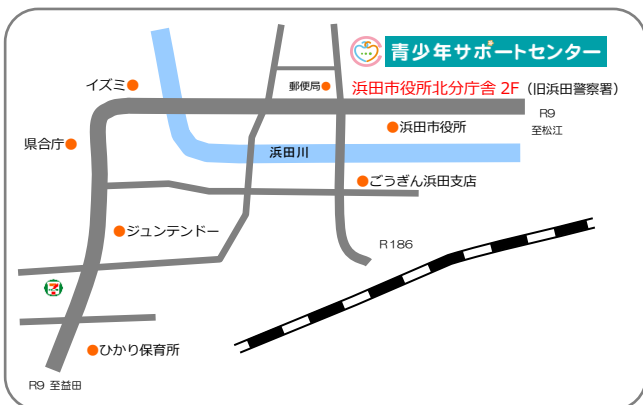 青少年サポートセンター
イズミ
郵便局
浜田市役所北分庁舎 2F (旧浜田警察署)
R9
至松江
浜田市役所
県合庁
浜田川
ごうぎん浜田支店
ジュンテンドー
R186
7
ひかり保育所
R9 至益田